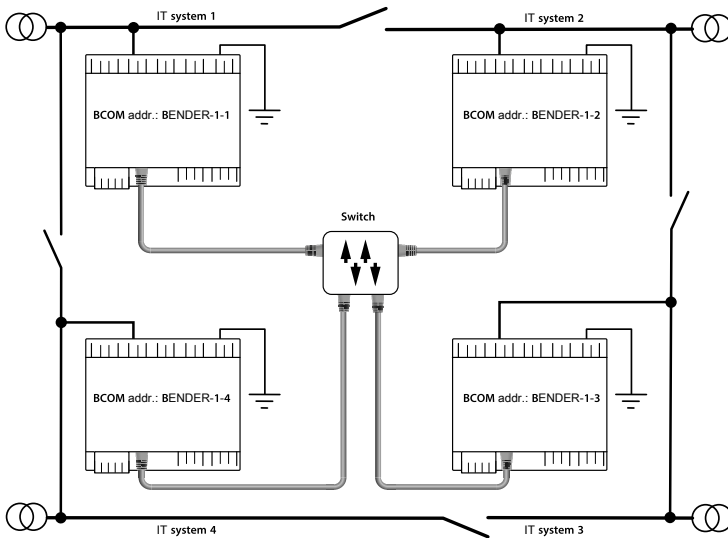 IT system 1
IT system 2
BCOM addr.: BENDER-1-1
BCOM addr.: BENDER-1-2
Switch
BCOM addr.: BENDER-1-4
BCOM addr.: BENDER-1-3
IT system 4
IT system 3